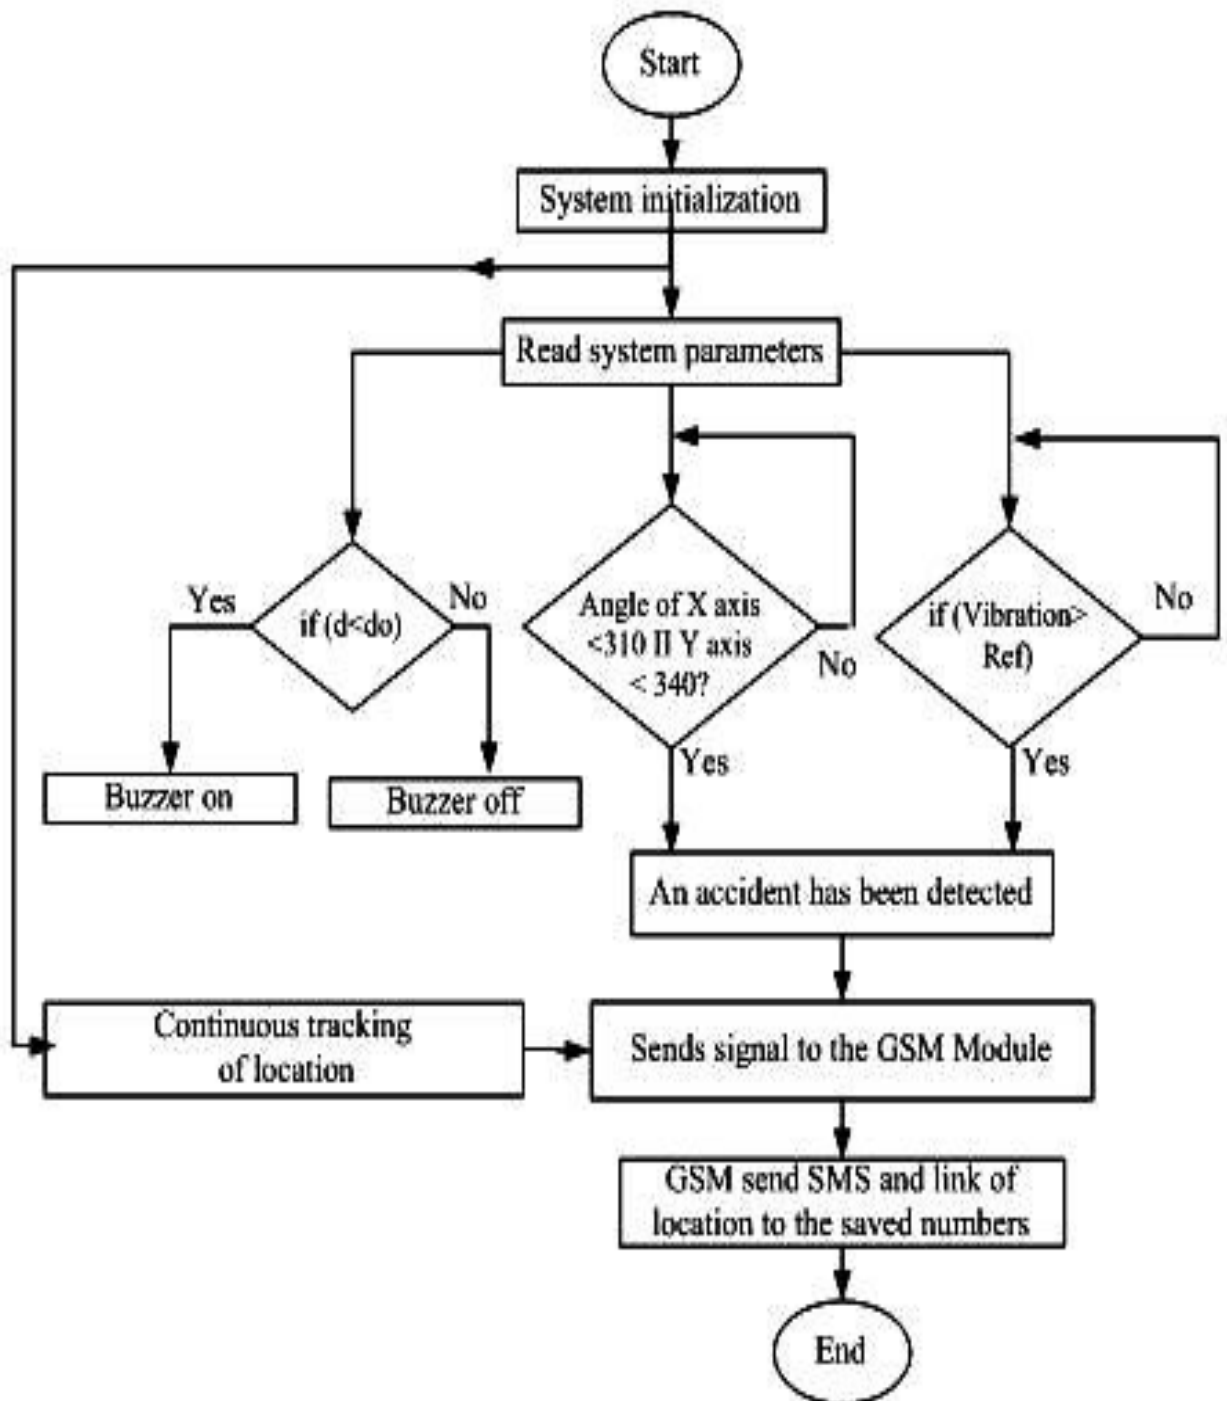 Start
System initialization
Read system parameters
Yes
if (d<do)
No
Angle of X axis
<310 II Y axis
< 340?
No
if (Vibration>
Ref)
No
Yes
Yes
Buzzer on
Buzzer off
An accident has been detected
Continuous tracking
of location
Sends signal to the GSM Module
GSM send SMS and link of
location to the saved numbers
End